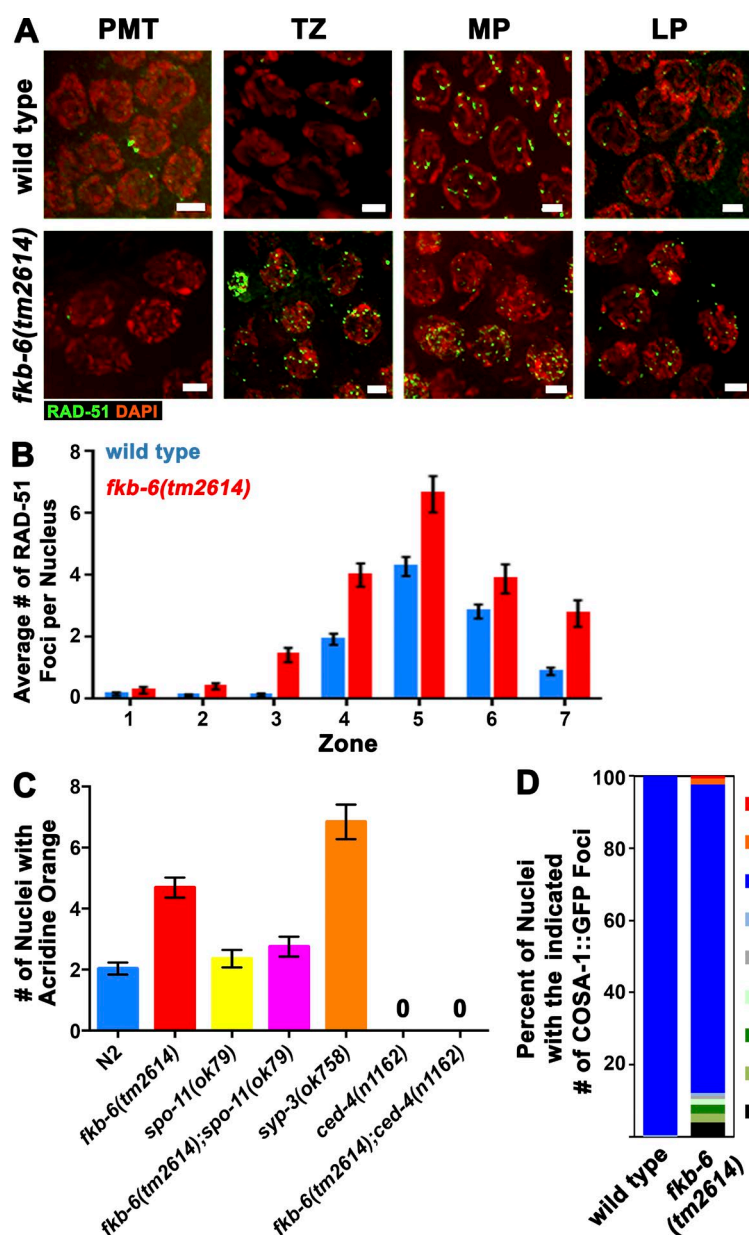 A
PMT TZ MP LP
wild type
fkb-6(tm2614)
RAD-51 DAPI
B
wild type
fkb-6(tm2614)
Average # of RAD-51
Foci per Nucleus
8
6
4
2
0
1 2 3 4 5 6 7
Zone
C
# of Nuclei with
Acridine Orange
8
6
4
2
0
0 0
N2
fkb-6(tm2614)
spo-11(ok79)
fkb-6(tm2614);spo-11(ok79)
syp-3(ok758)
ced-4(n1162)
fkb-6(tm2614);ced-4(n1162)
D
Percent of Nuclei
with the indicated
# of COSA-1::GFP Foci
100
80
60
40
20
wild type
fkb-6
(tm2614)